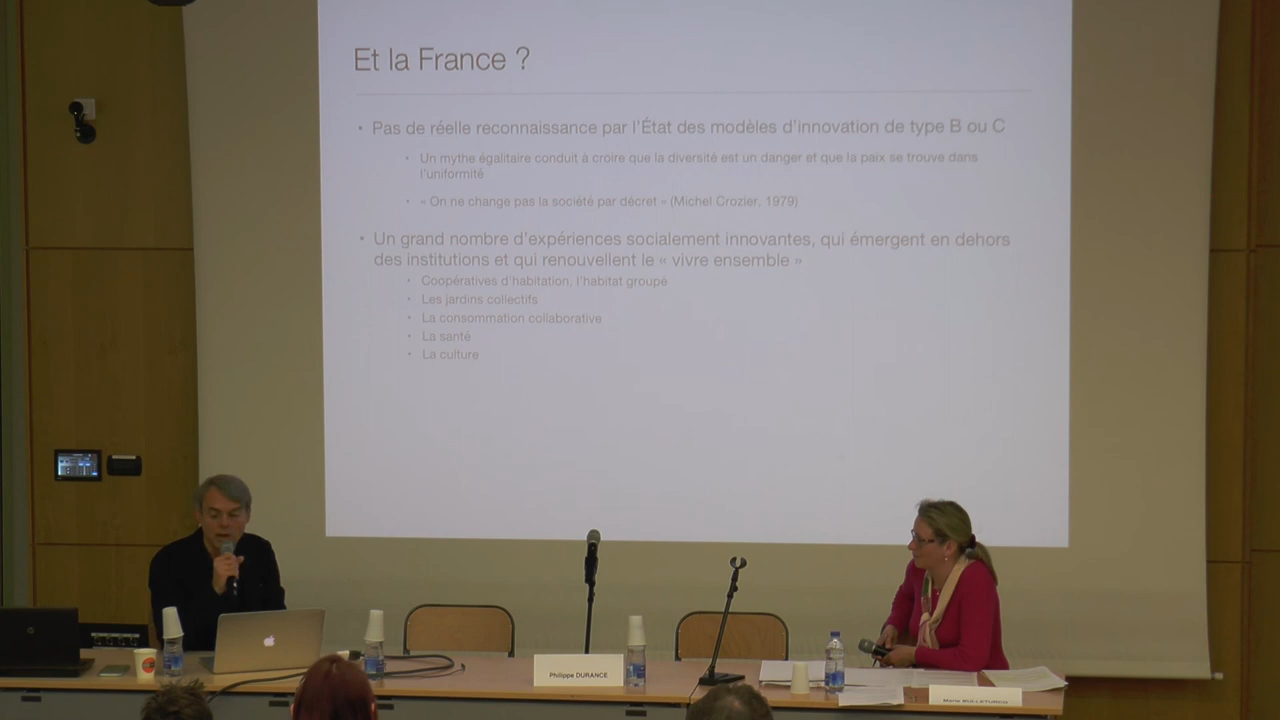 Et la France ?
• Pas de réelle reconnaissance par l'État des modèles d'innovation de type B ou C
• Un mythe égalitaire conduit à croire que la diversité est un danger et que la paix se trouve dans
l'uniformité
• « On ne change pas la société par décret » (Michel Crozier, 1979)
• Un grand nombre d'expériences socialement innovantes, qui émergent en dehors
des institutions et qui renouvellent le « vivre ensemble »
• Coopératives d'habitation, l'habitat groupé
• Les jardins collectifs
• La consommation collaborative
• La santé
• La culture
Philippe DURANCE